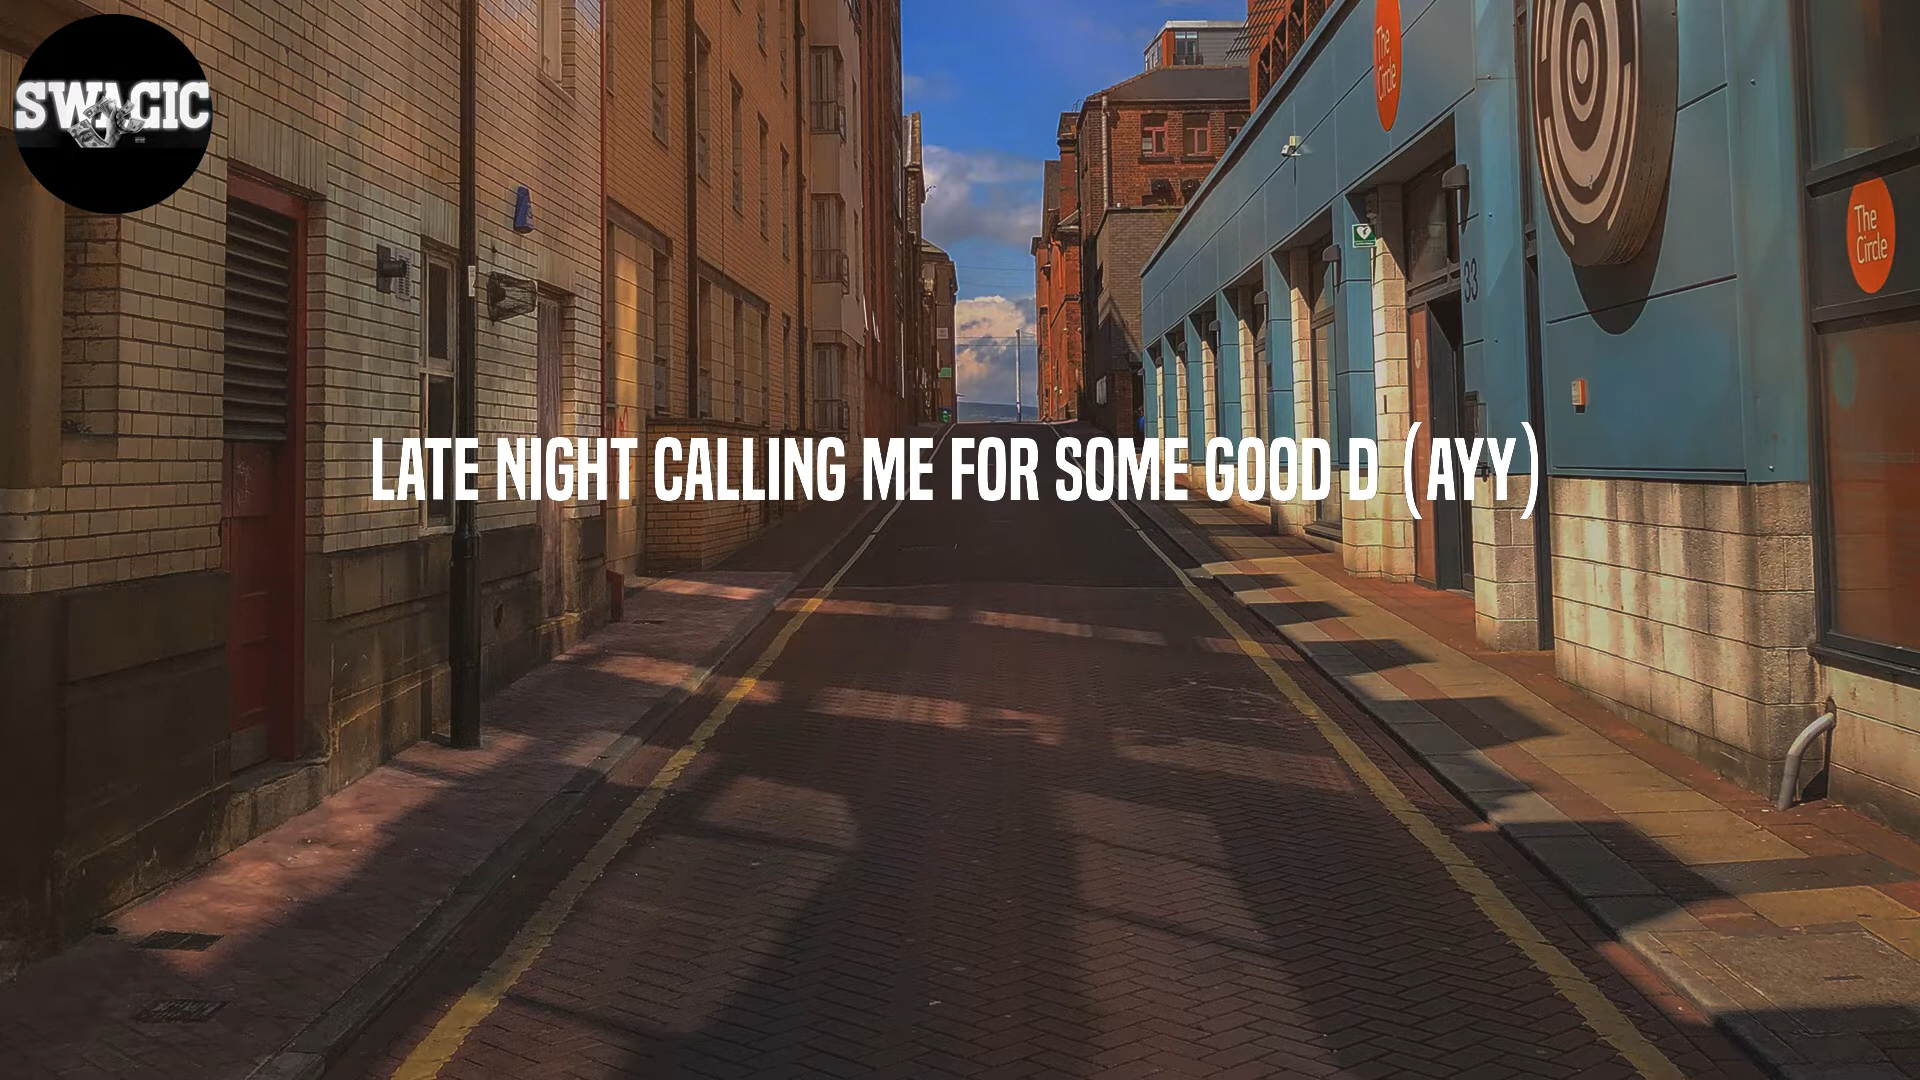 SWAGIC
The
Circle
The
Circle
33
LATE NIGHT CALLING ME FOR SOME GOOD D (AYY)